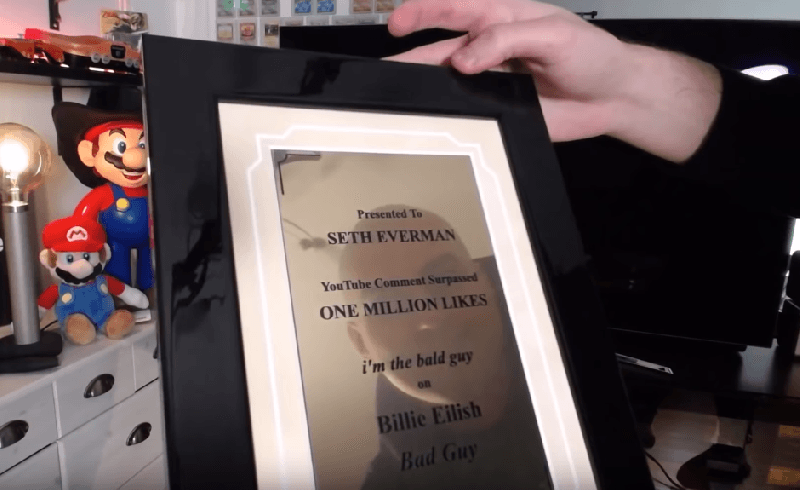 Presented To
SETH EVERMAN
YouTube Comment Surpassed
ONE MILLION LIKES
i'm the bald guy
on
Billie Eilish
Bad Guy